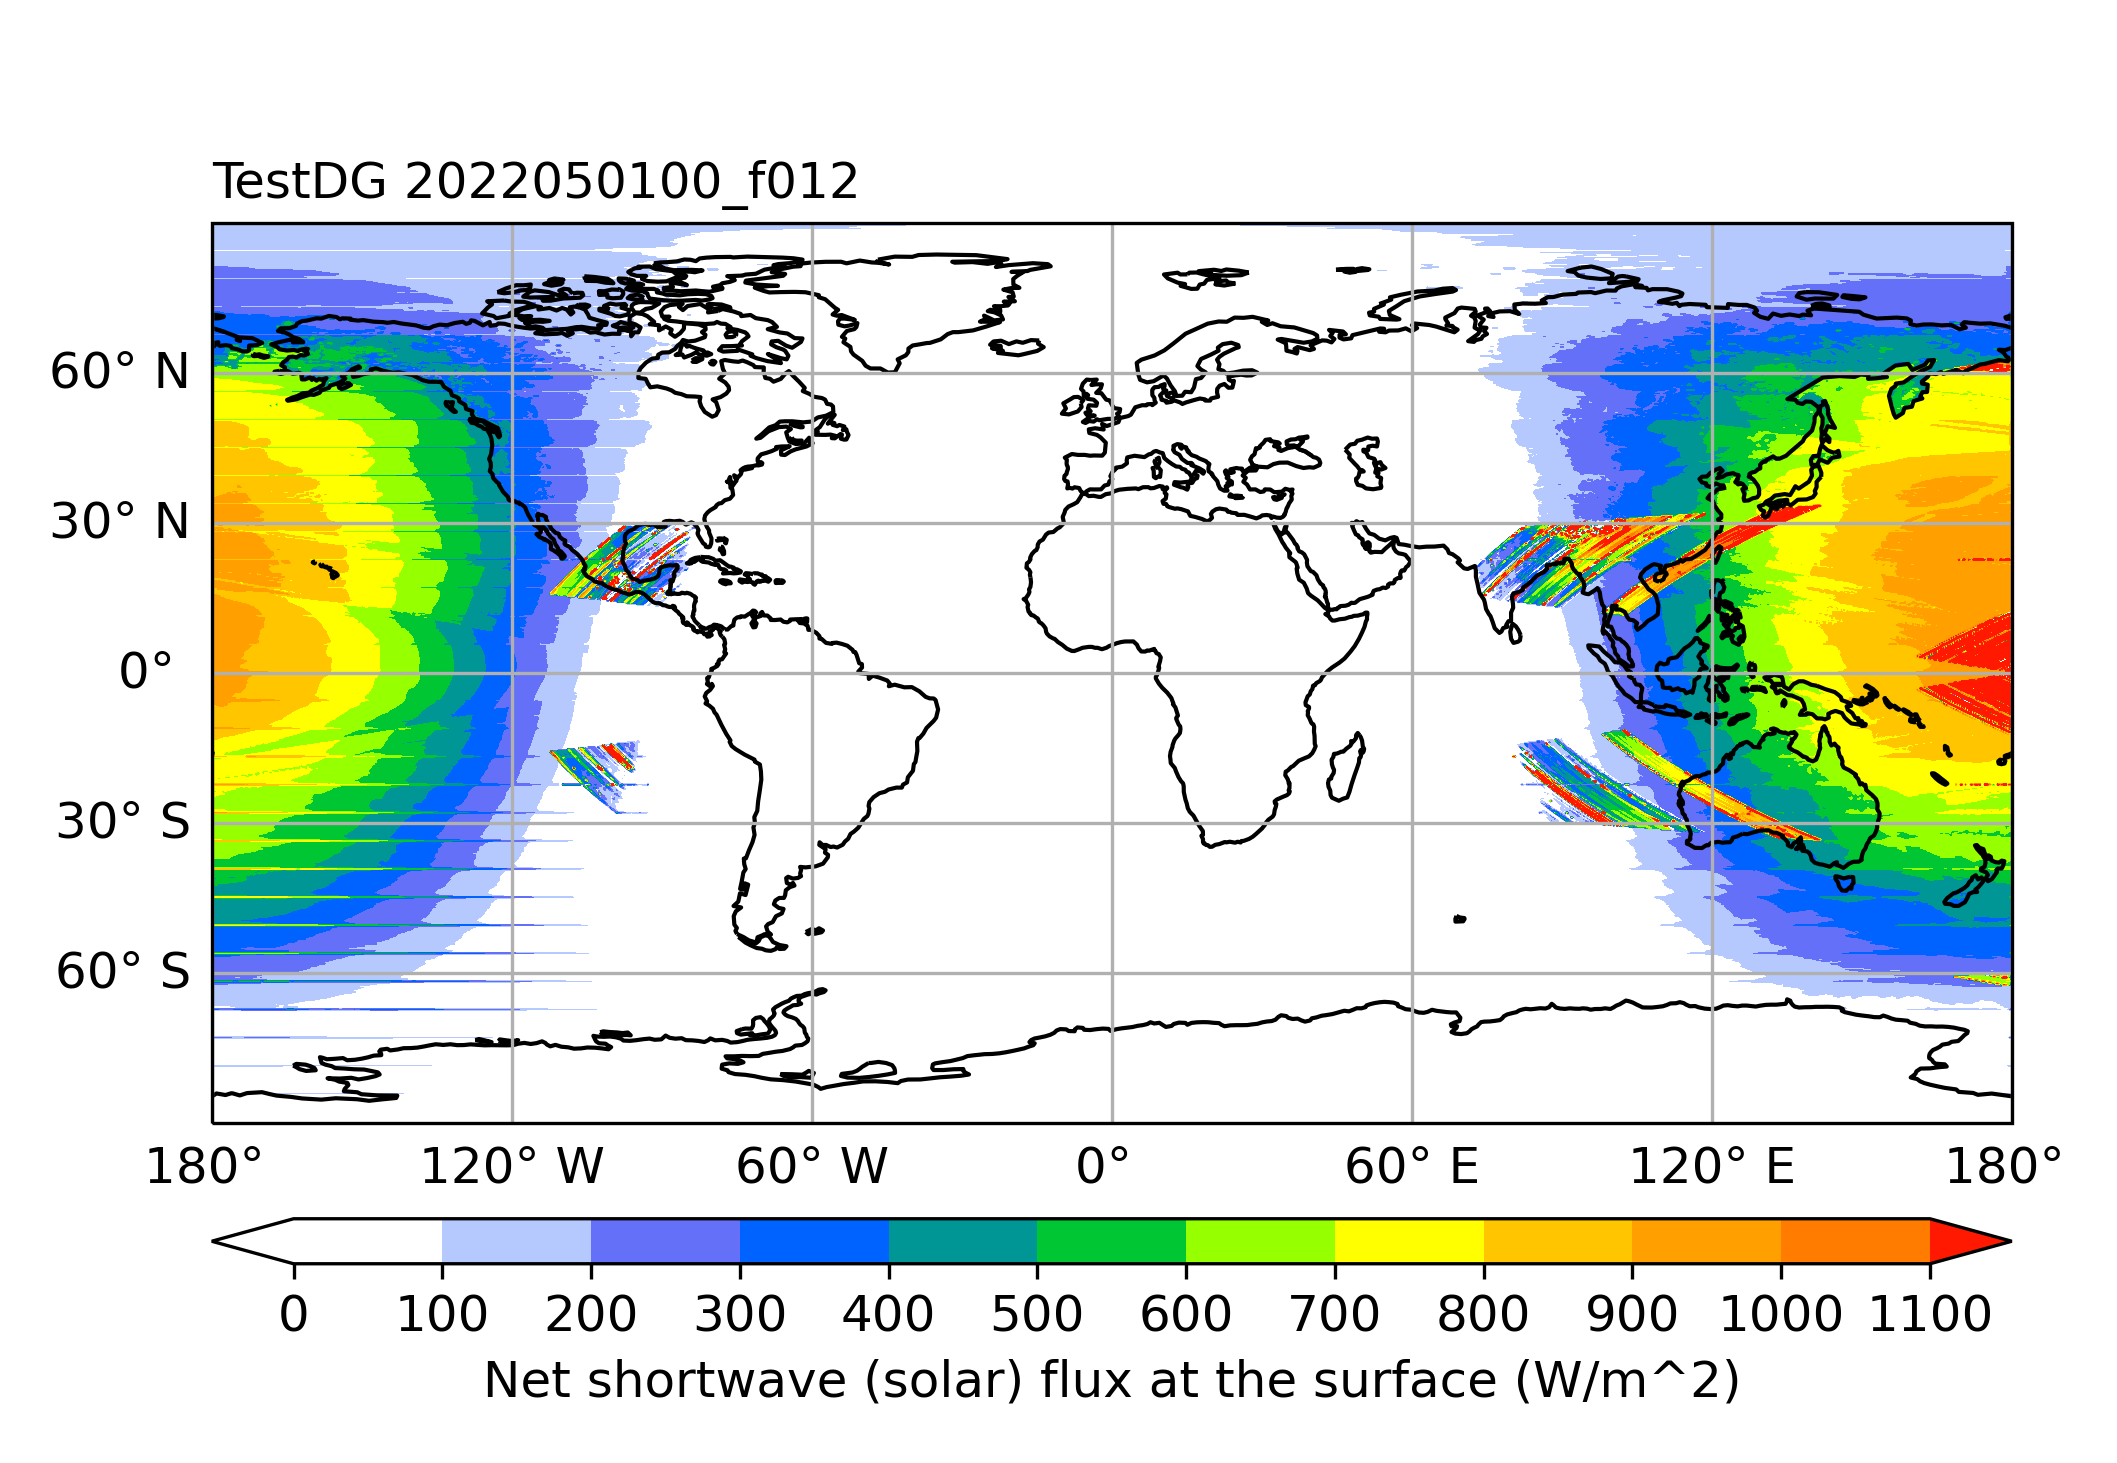 TestDG 2022050100_f012
60° N
30° N
0°
30° S
60° S
180° 120° W 60° W 0° 60° E 120° E 180°
0 100 200 300 400 500 600 700 800 900 1000 1100
Net shortwave (solar) flux at the surface (W/m^2)